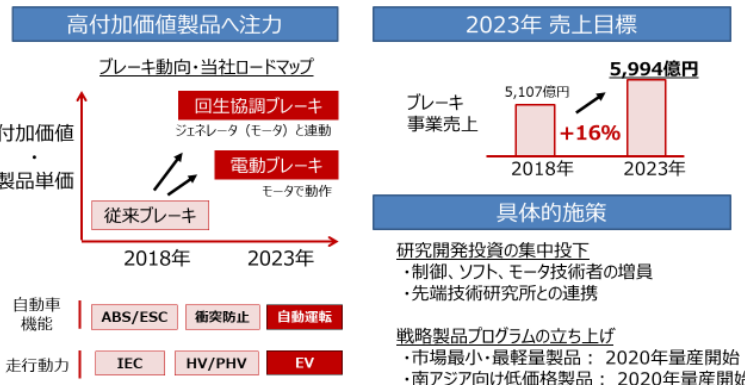 高付加価値製品へ注力
ブレーキ動向・当社ロードマップ
付加価値
・
製品単価
回生協調ブレーキ
ジェネレータ（モータ）と連動
電動ブレーキ
モータで動作
従来ブレーキ
2018年 2023年
自動車
機能
ABS/ESC 衝突防止 自動運転
走行動力 IEC HV/PHV EV
2023年 売上目標
ブレーキ
事業売上
5,107億円
5,994億円
+16%
2018年 2023年
具体的施策
研究開発投資の集中投下
・制御、ソフト、モータ技術者の増員
・先端技術研究所との連携
戦略製品プログラムの立ち上げ
・市場最小・最軽量製品： 2020年量産開始
・南アジア向け低価格製品： 2020年量産開始